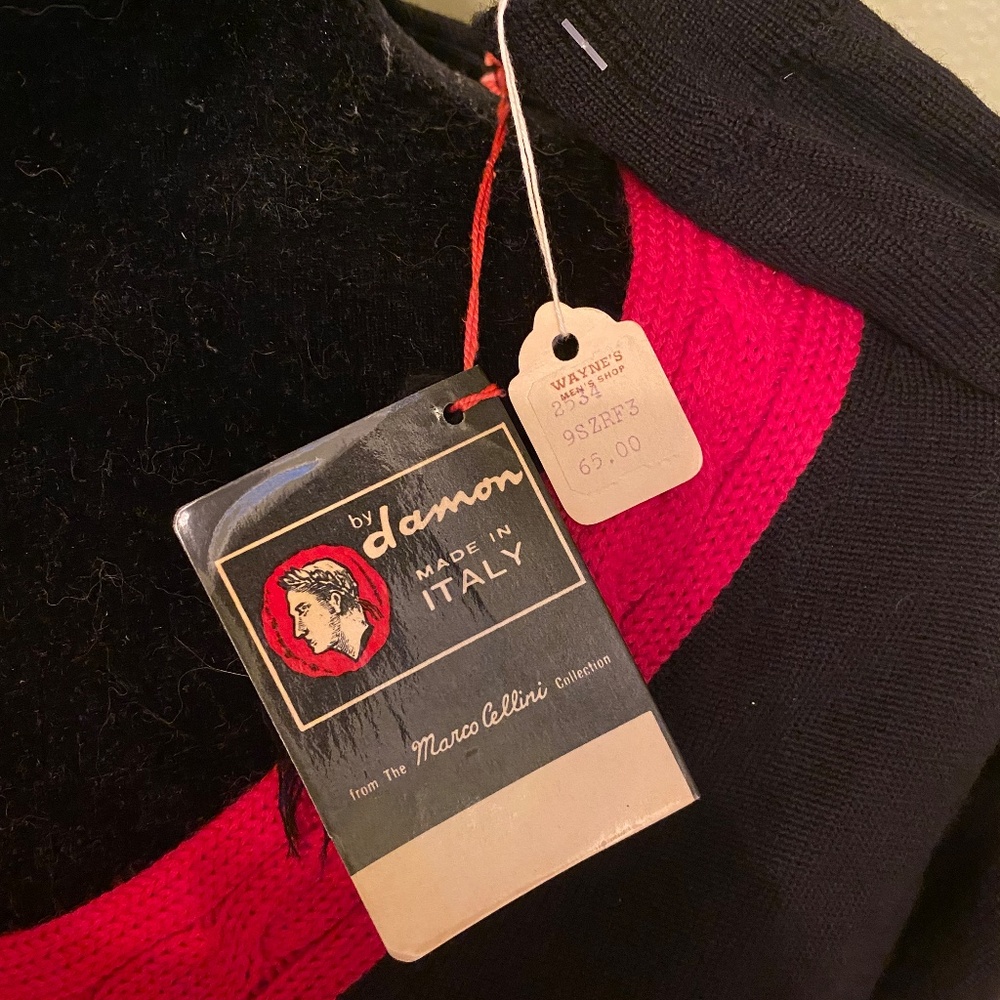 WAYNE'S
MEN'S SHOP
2534
9SZRF3
65.00
by damon
MADE IN
ITALY
from The Marco Cellini Collection